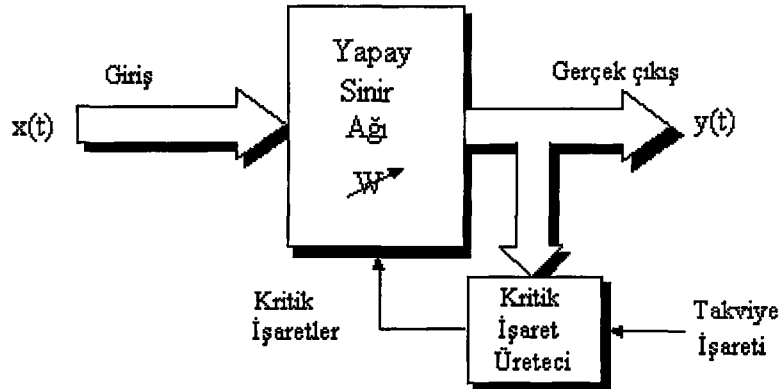 Giriş
x(t)
Yapay
Sinir
Ağı
W
Gerçek çıkış
y(t)
Kritik
İşaretler
Kritik
İşaret
Üreteci
Takviye
İşareti